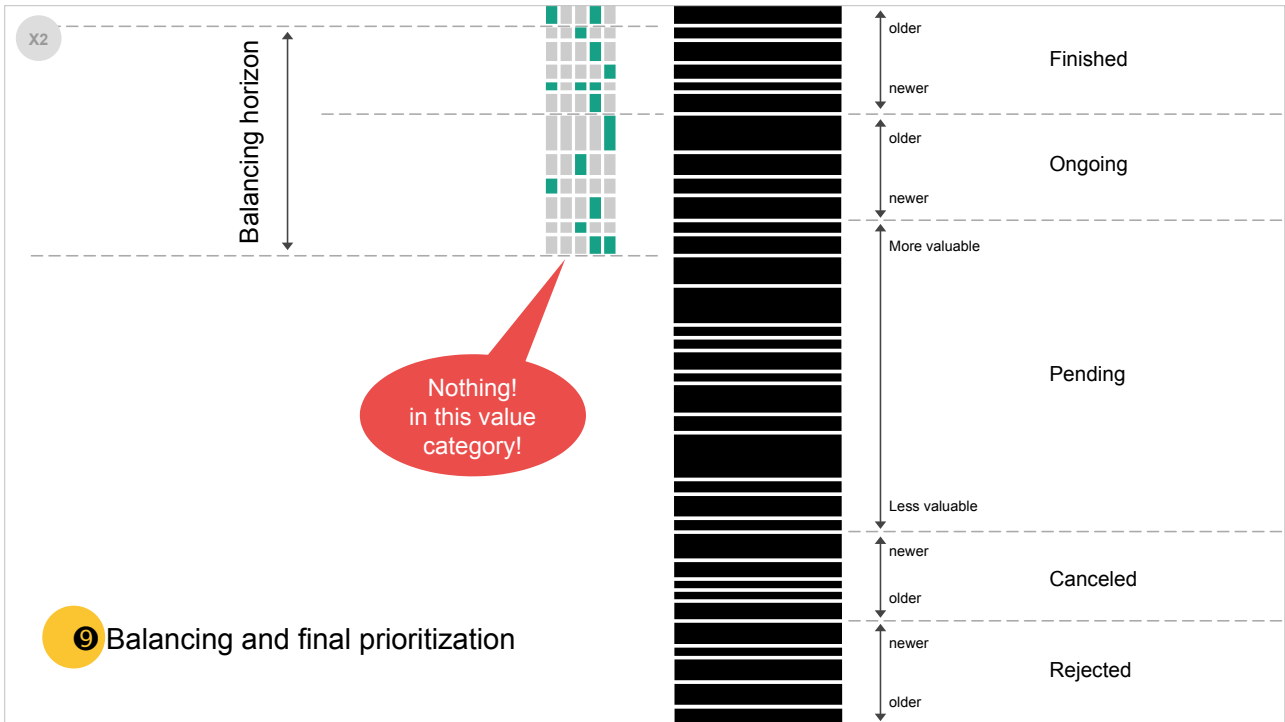 X2
Balancing horizon
older
Finished
newer
older
Ongoing
newer
More valuable
Pending
Less valuable
newer
Canceled
older
newer
Rejected
older
Nothing!
in this value
category!
❾ Balancing and final prioritization